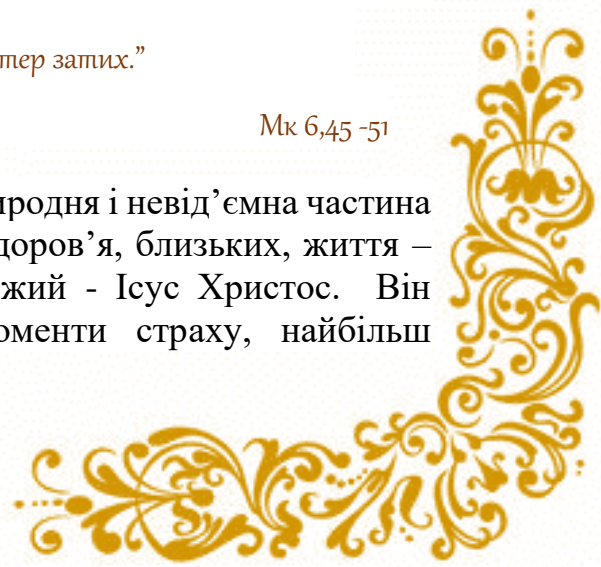 тер затих.”
Мк 6,45 -51
иродня і невід’ємна частина
доров’я, близьких, життя –
жий - Ісус Христос. Він
оменти страху, найбільш